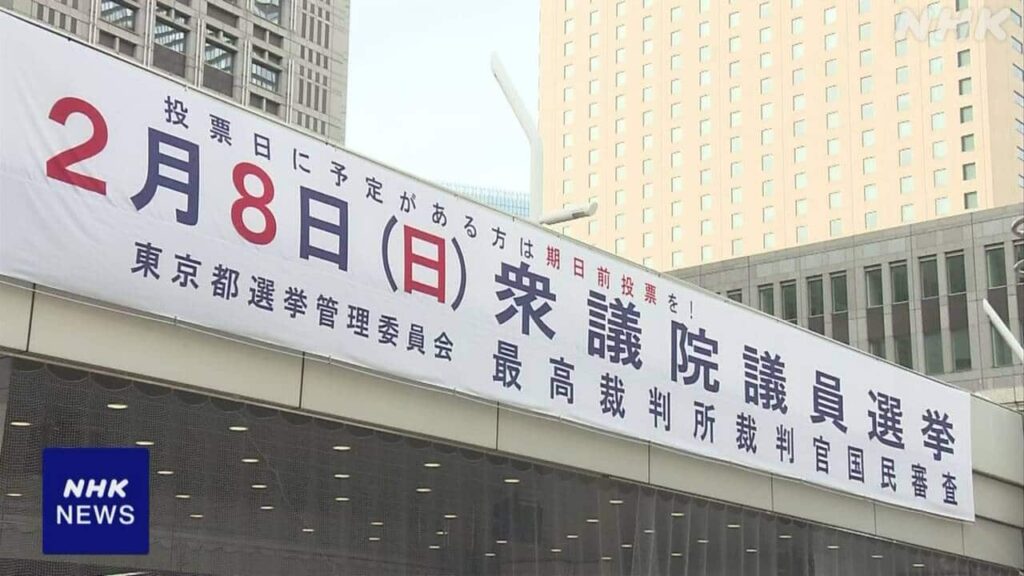 NHK
投票日に予定がある方は期日前投票を!
2月8日(日) 衆議院議員選挙
東京都選挙管理委員会 最高裁判所裁判官国民審査
NHK
NEWS